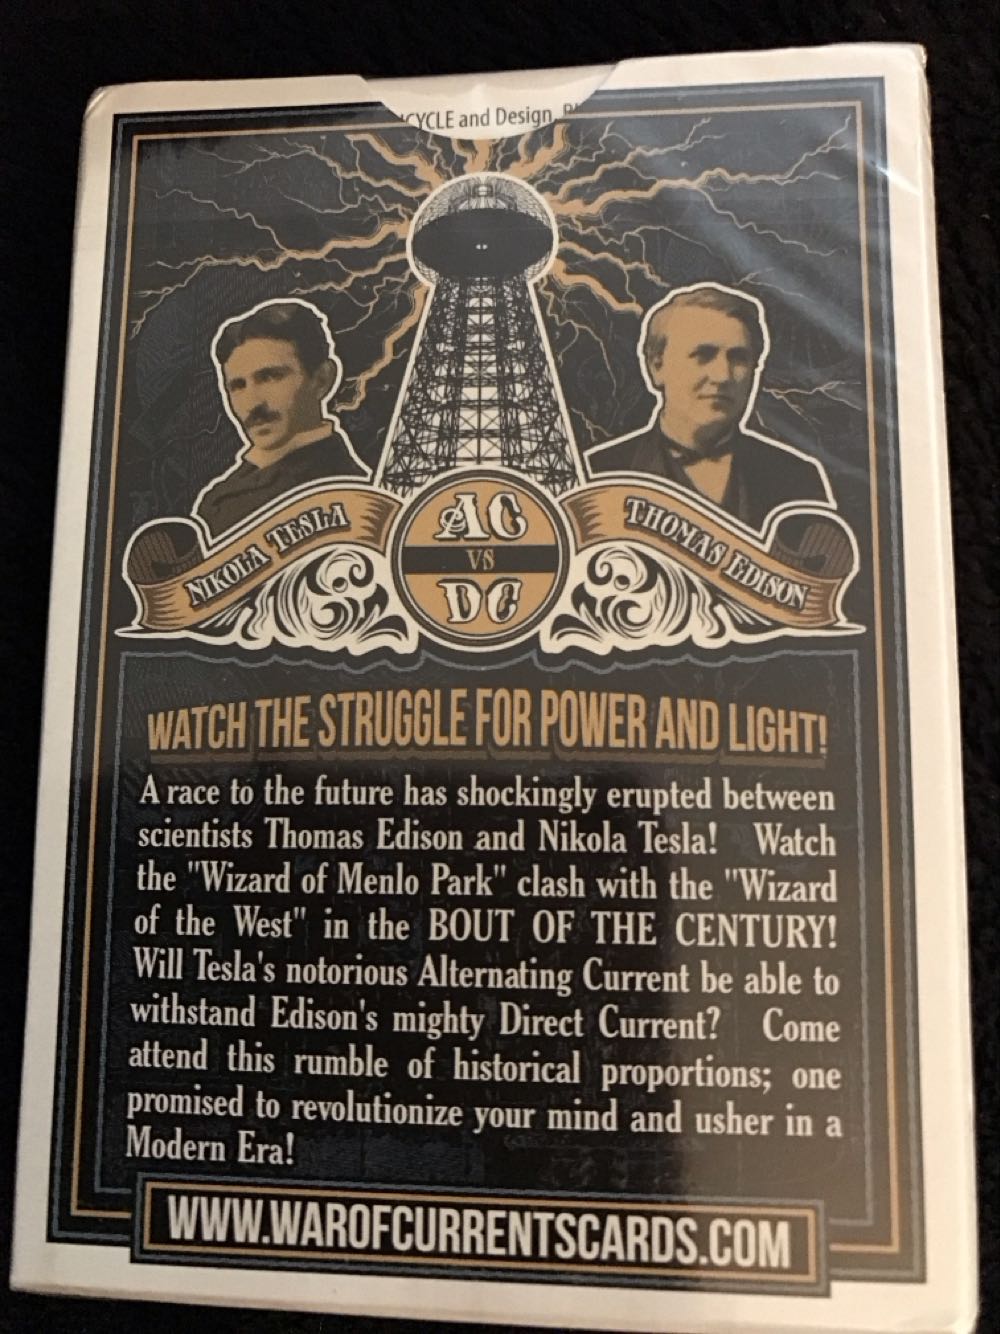 CYCLE and Design,
NIKOLA TESLA
AC
VS
DC
THOMAS EDISON
WATCH THE STRUGGLE FOR POWER AND LIGHT!
A race to the future has shockingly erupted between
scientists Thomas Edison and Nikola Tesla! Watch
the "Wizard of Menlo Park" clash with the "Wizard
of the West" in the BOUT OF THE CENTURY!
Will Tesla's notorious Alternating Current be able to
withstand Edison's mighty Direct Current? Come
attend this rumble of historical proportions; one
promised to revolutionize your mind and usher in a
Modern Era!
WWW.WAROFCURRENTSCARDS.COM